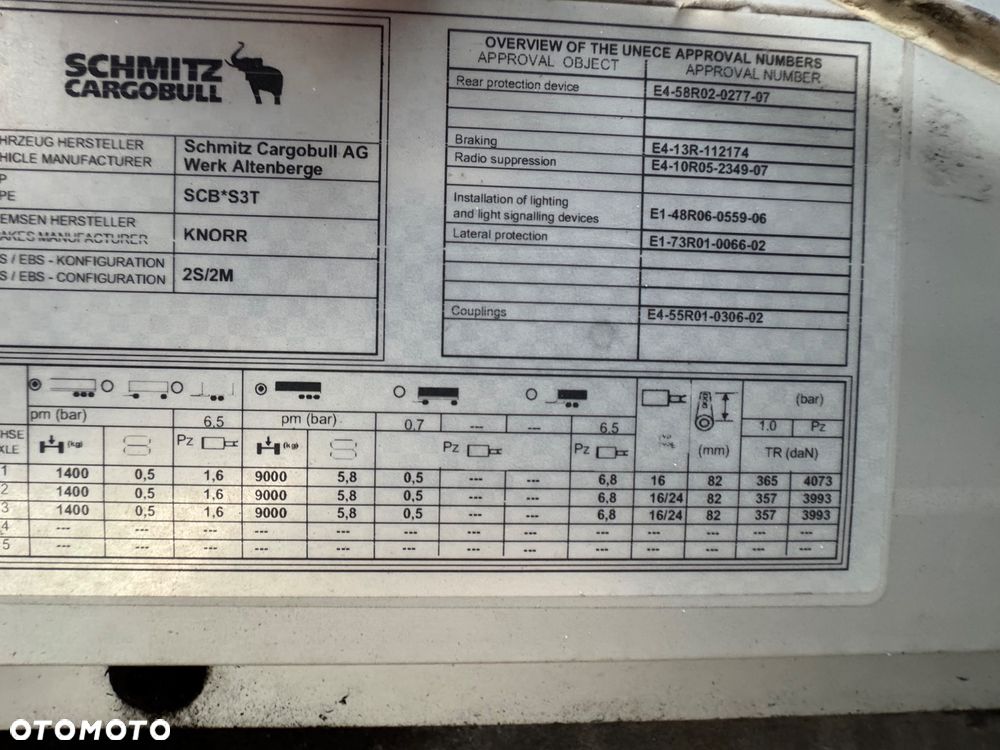 SCHMITZ
CARGOBULL
HRZEUG HERSTELLER
HICLE MANUFACTURER
Schmitz Cargobull AG
Werk Altenberge
P
PE
SCB*S3T
EMSEN HERSTELLER
AKES MANUFACTURER
KNORR
S / EBS - KONFIGURATION
S / EBS - CONFIGURATION
2S/2M
OVERVIEW OF THE UNECE APPROVAL NUMBERS
APPROVAL OBJECT APPROVAL NUMBER
Rear protection device E4-58R02-0277-07
Braking E4-13R-112174
Radio suppression E4-10R05-2349-07
Installation of lighting
and light signalling devices E1-48R06-0559-06
Lateral protection E1-73R01-0066-02
Couplings E4-55R01-0306-02
(bar)
pm (bar) 6.5 pm (bar) 0.7 --- --- 6.5 1.0 Pz
HSE
XLE
(kg) Pz (kg) Pz Pz (mm) TR (daN)
1 1400 0,5 1,6 9000 5,8 0,5 --- --- 6,8 16 82 365 4073
2 1400 0,5 1,6 9000 5,8 0,5 --- --- 6,8 16/24 82 357 3993
3 1400 0,5 1,6 9000 5,8 0,5 --- --- 6,8 16/24 82 357 3993
4 --- --- --- --- --- --- --- --- --- --- --- --- ---
5 --- --- --- --- --- --- --- --- --- --- --- --- ---
OTOMOTO